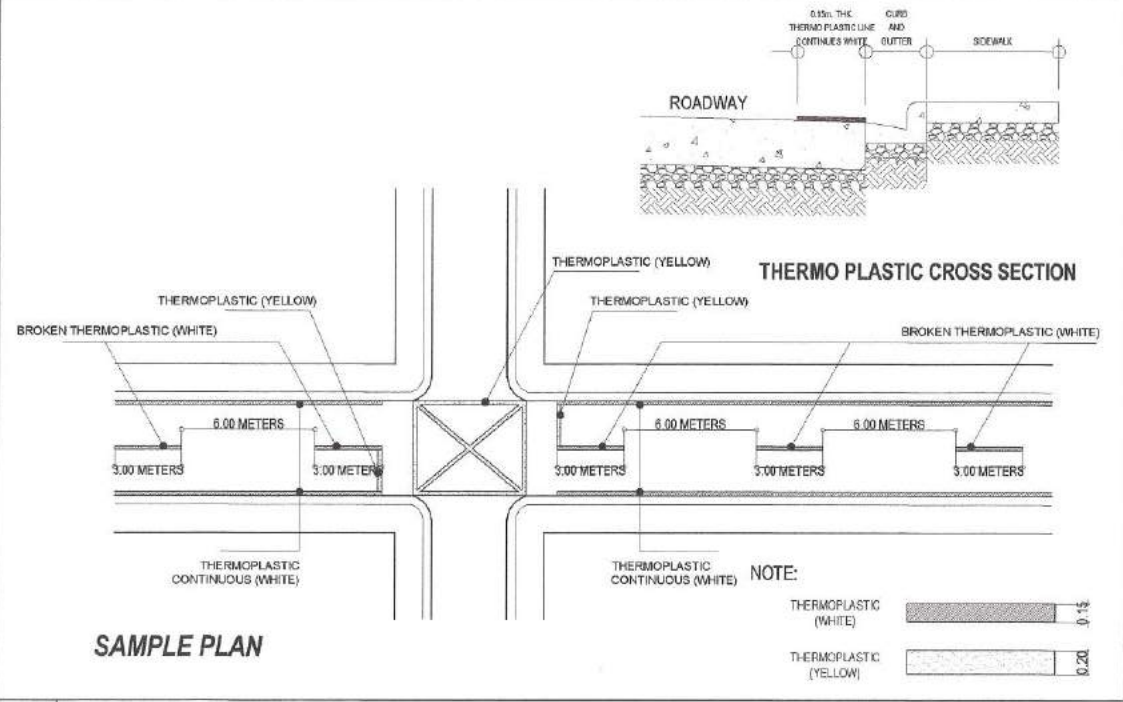 0.15m. THK.
THERMO PLASTIC LINE
CONTINUES WHITE
CURB
AND
GUTTER
SIDEWALK
ROADWAY
THERMO PLASTIC CROSS SECTION
THERMOPLASTIC (YELLOW)
THERMOPLASTIC (YELLOW)
THERMOPLASTIC (YELLOW)
BROKEN THERMOPLASTIC (WHITE)
BROKEN THERMOPLASTIC (WHITE)
6.00 METERS
6.00 METERS
6.00 METERS
3.00 METERS
3.00 METERS
3.00 METERS
3.00 METERS
3.00 METERS
THERMOPLASTIC
CONTINUOUS (WHITE)
THERMOPLASTIC
CONTINUOUS (WHITE)
NOTE:
THERMOPLASTIC
(WHITE)
0.15
THERMOPLASTIC
(YELLOW)
0.20
SAMPLE PLAN